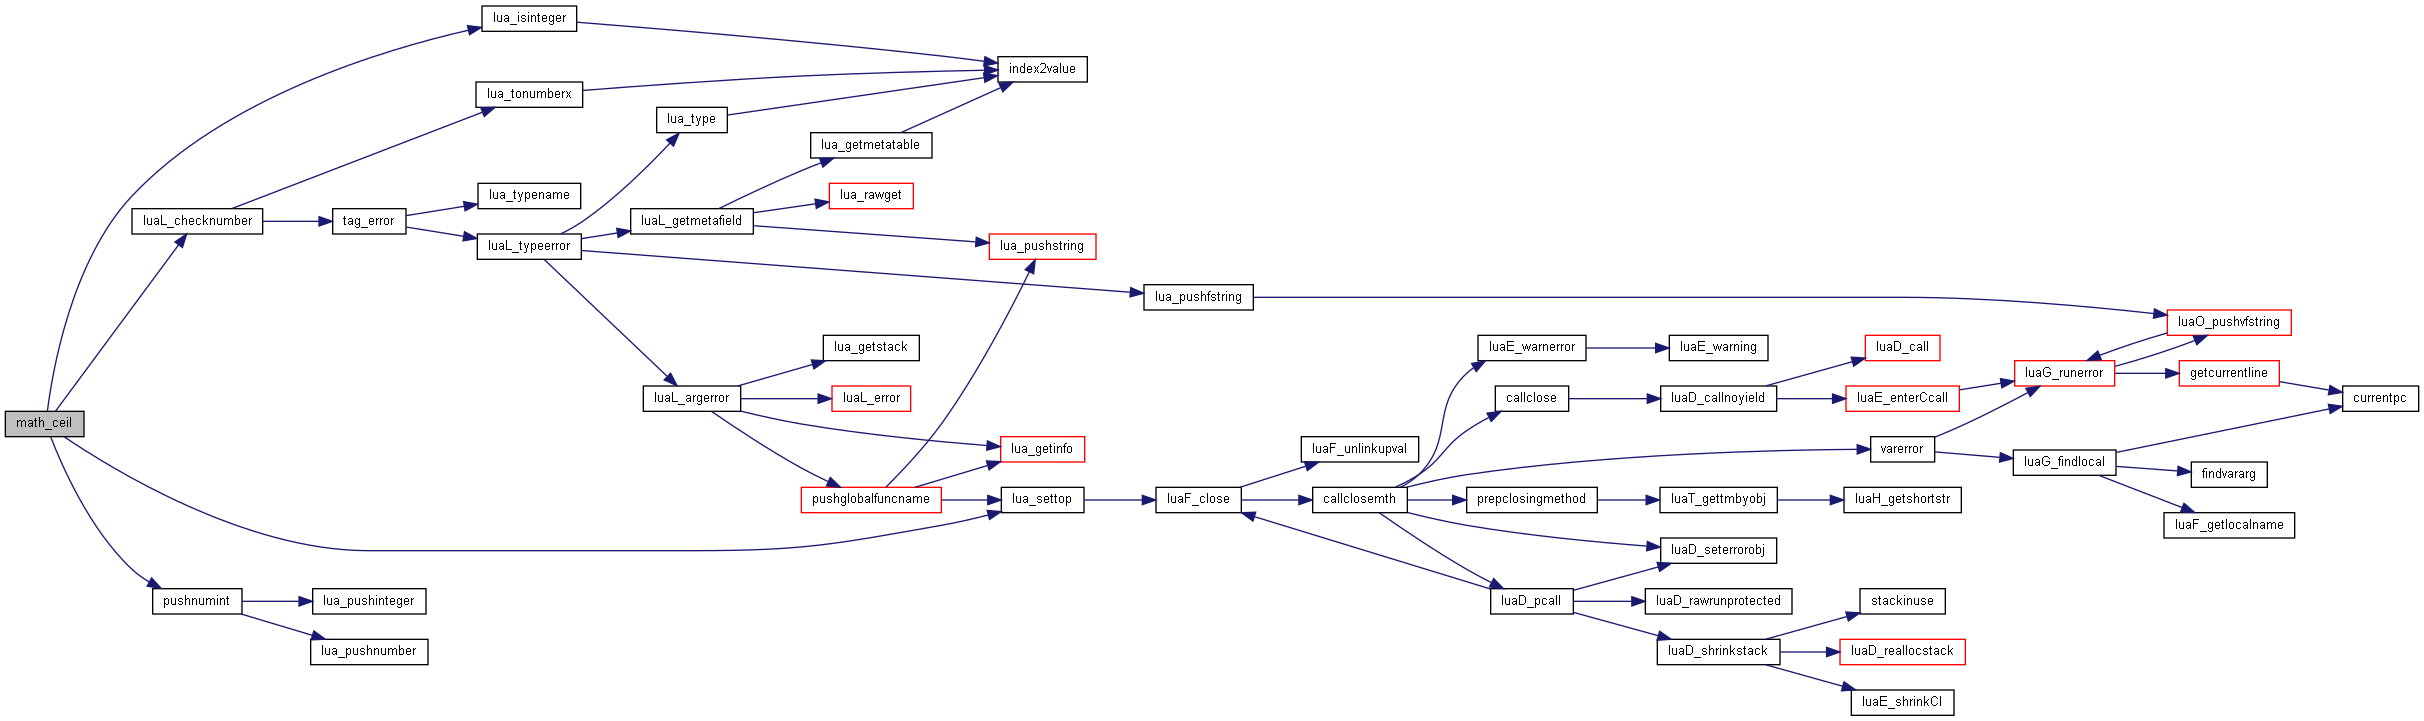 lua_isinteger
index2value
lua_tonumberx
lua_type
lua_getmetatable
lua_typename
lua_rawget
luaL_checknumber
tag_error
luaL_getmetafield
luaL_typeerror
lua_pushstring
lua_pushfstring
luaO_pushvfstring
lua_getstack
luaE_warnerror
luaE_warning
luaD_call
luaG_runerror
getcurrentline
luaL_argerror
luaL_error
callclose
luaD_callnoyield
luaE_enterCcall
currentpc
math_ceil
lua_getinfo
luaF_unlinkupval
varerror
luaG_findlocal
findvararg
pushglobalfuncname
lua_settop
luaF_close
callclosemth
prepclosingmethod
luaT_gettmbyobj
luaH_getshortstr
luaF_getlocalname
luaD_seterrorobj
pushnumint
lua_pushinteger
luaD_pcall
luaD_rawrunprotected
stackinuse
lua_pushnumber
luaD_shrinkstack
luaD_reallocstack
luaE_shrinkCI